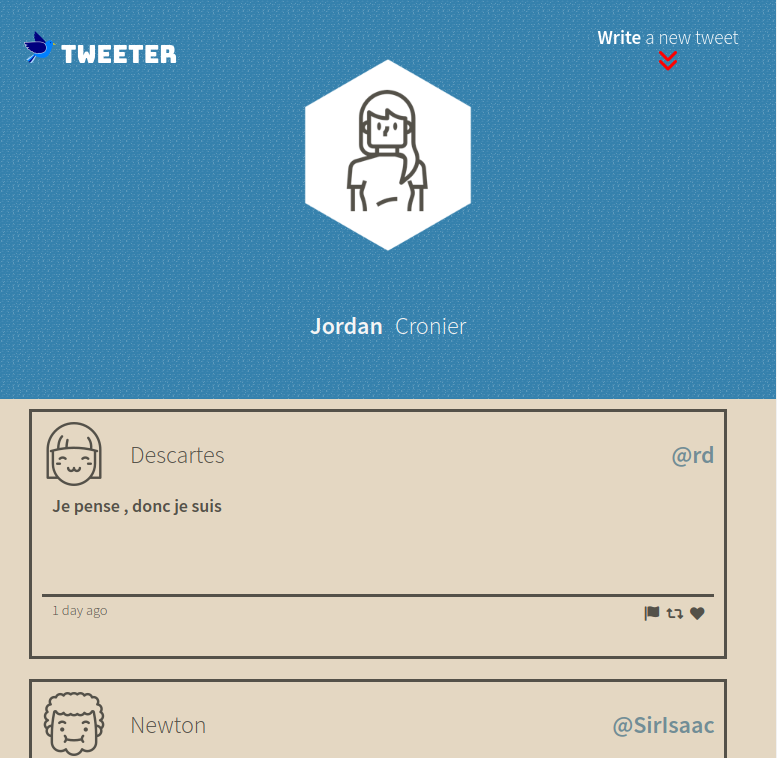 TWEETER
Write a new tweet
Jordan Cronier
Descartes @rd
Je pense , donc je suis
1 day ago
Newton @SirIsaac